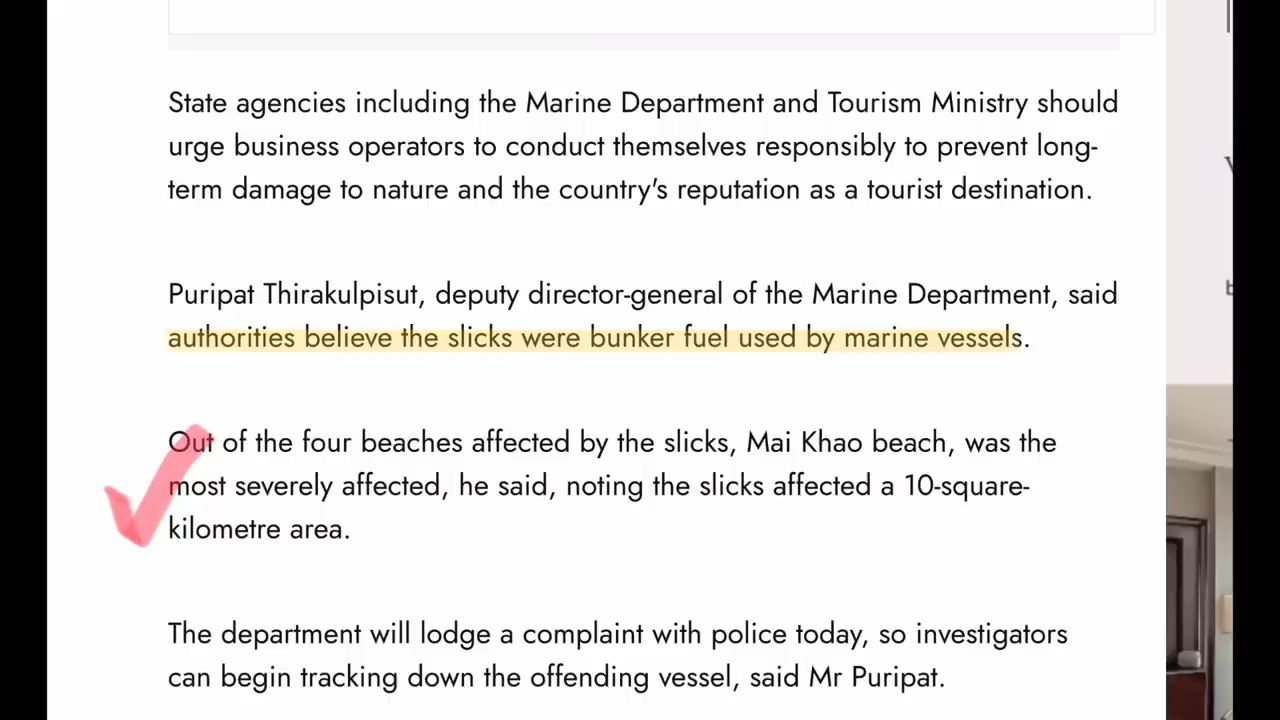 State agencies including the Marine Department and Tourism Ministry should
urge business operators to conduct themselves responsibly to prevent long-
term damage to nature and the country's reputation as a tourist destination.
Puripat Thirakulpisut, deputy director-general of the Marine Department, said
authorities believe the slicks were bunker fuel used by marine vessels.
Out of the four beaches affected by the slicks, Mai Khao beach, was the
most severely affected, he said, noting the slicks affected a 10-square-
kilometre area.
The department will lodge a complaint with police today, so investigators
can begin tracking down the offending vessel, said Mr Puripat.